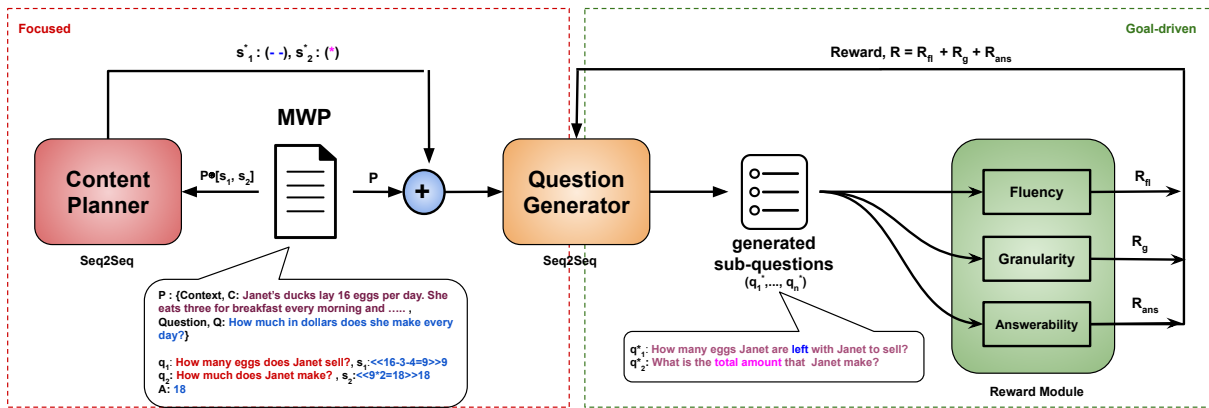 Focused
Goal-driven
s*1 : (- -), s*2 : (*)
Reward, R = Rfl + Rg + Rans
MWP
Content
Planner
P⊕[s1, s2]
P
+
Question
Generator
Seq2Seq
Seq2Seq
generated
sub-questions
(q1*,..., qn*)
Fluency
Granularity
Answerability
Rfl
Rg
Rans
Reward Module
P : {Context, C: Janet's ducks lay 16 eggs per day. She
eats three for breakfast every morning and ….. ,
Question, Q: How much in dollars does she make every
day?}
q1: How many eggs does Janet sell?, s1:<<16-3-4=9>>9
q2: How much does Janet make? , s2:<<9*2=18>>18
A: 18
q*1: How many eggs Janet are left with Janet to sell?
q*2: What is the total amount that Janet make?